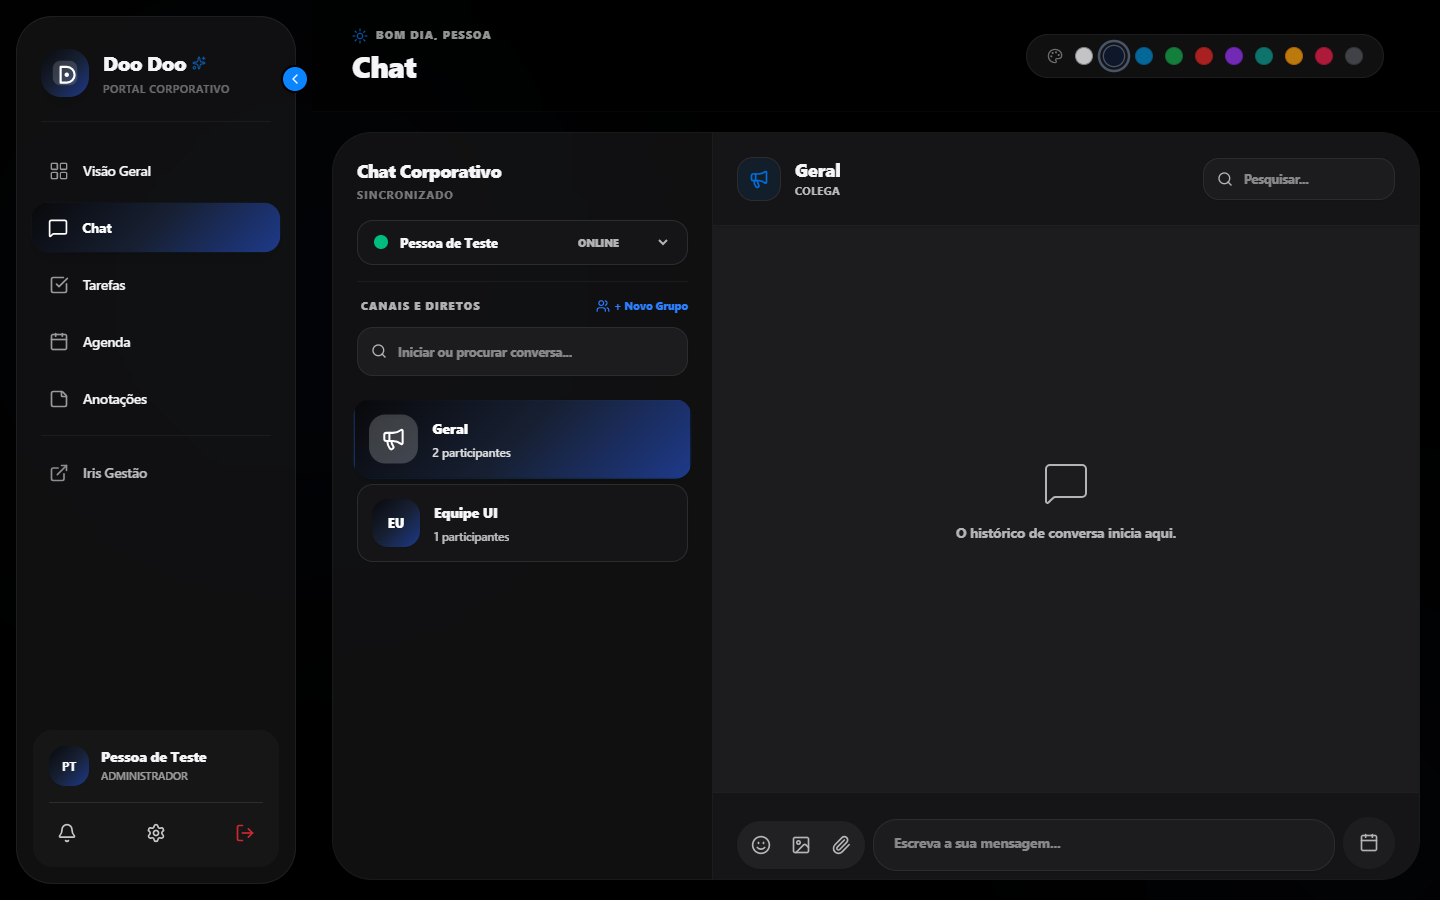 Doo Doo
PORTAL CORPORATIVO
Visão Geral
Chat
Tarefas
Agenda
Anotações
Iris Gestão
PT
Pessoa de Teste
ADMINISTRADOR
BOM DIA, PESSOA
Chat
Chat Corporativo
SINCRONIZADO
Pessoa de Teste ONLINE
CANAIS E DIRETOS + Novo Grupo
Iniciar ou procurar conversa...
Geral
2 participantes
EU
Equipe UI
1 participantes
Geral
COLEGA
Pesquisar...
O histórico de conversa inicia aqui.
Escreva a sua mensagem...